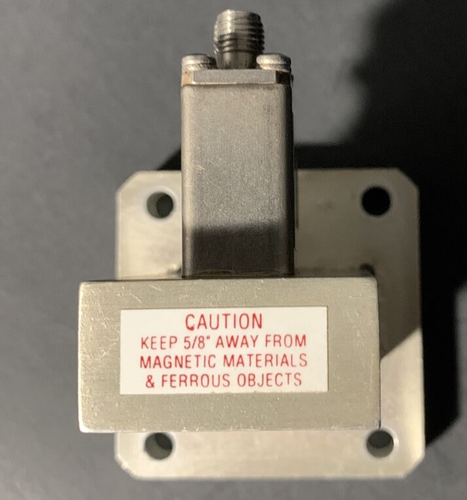 CAUTION
KEEP 5/8" AWAY FROM
MAGNETIC MATERIALS
& FERROUS OBJECTS